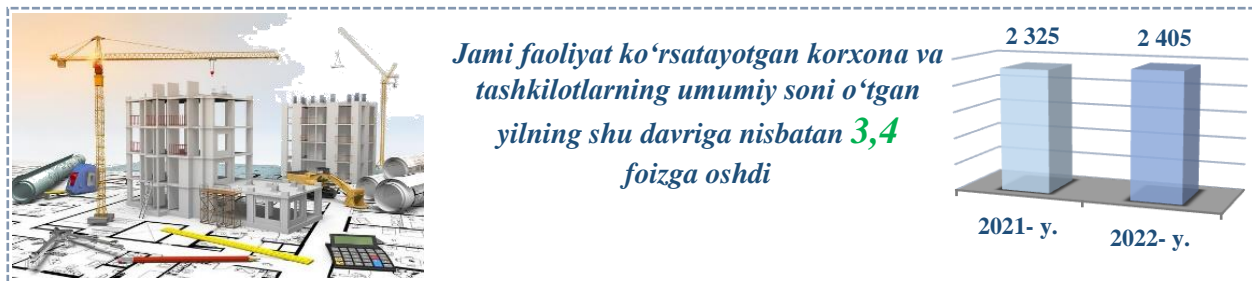 Jami faoliyat ko‘rsatayotgan korxona va
tashkilotlarning umumiy soni o‘tgan
yilning shu davriga nisbatan 3,4
foizga oshdi
2 325
2 405
2021- y.
2022- y.